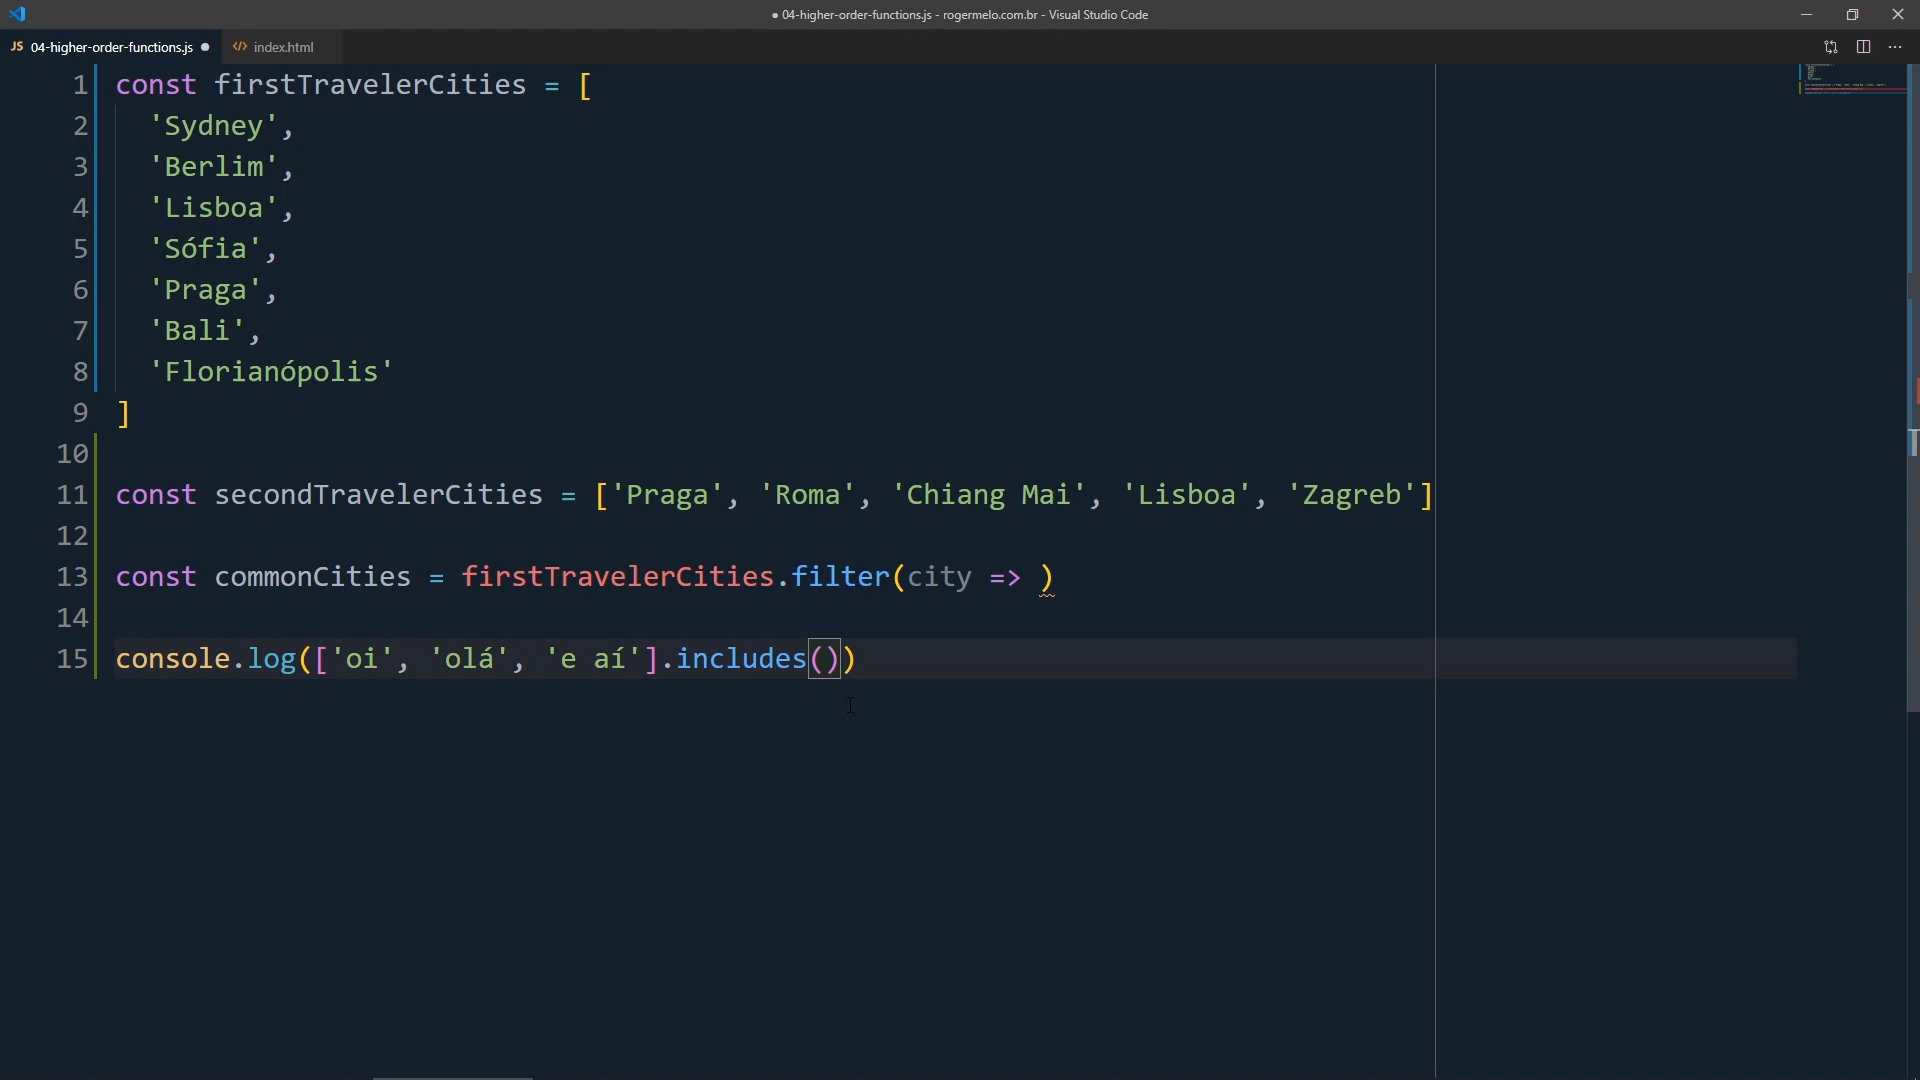 ● 04-higher-order-functions.js - rogermelo.com.br - Visual Studio Code
JS 04-higher-order-functions.js ● index.html
1 const firstTravelerCities = [
2 'Sydney',
3 'Berlim',
4 'Lisboa',
5 'Sófia',
6 'Praga',
7 'Bali',
8 'Florianópolis'
9 ]
10
11 const secondTravelerCities = ['Praga', 'Roma', 'Chiang Mai', 'Lisboa', 'Zagreb']
12
13 const commonCities = firstTravelerCities.filter(city => )
14
15 console.log(['oi', 'olá', 'e aí'].includes())